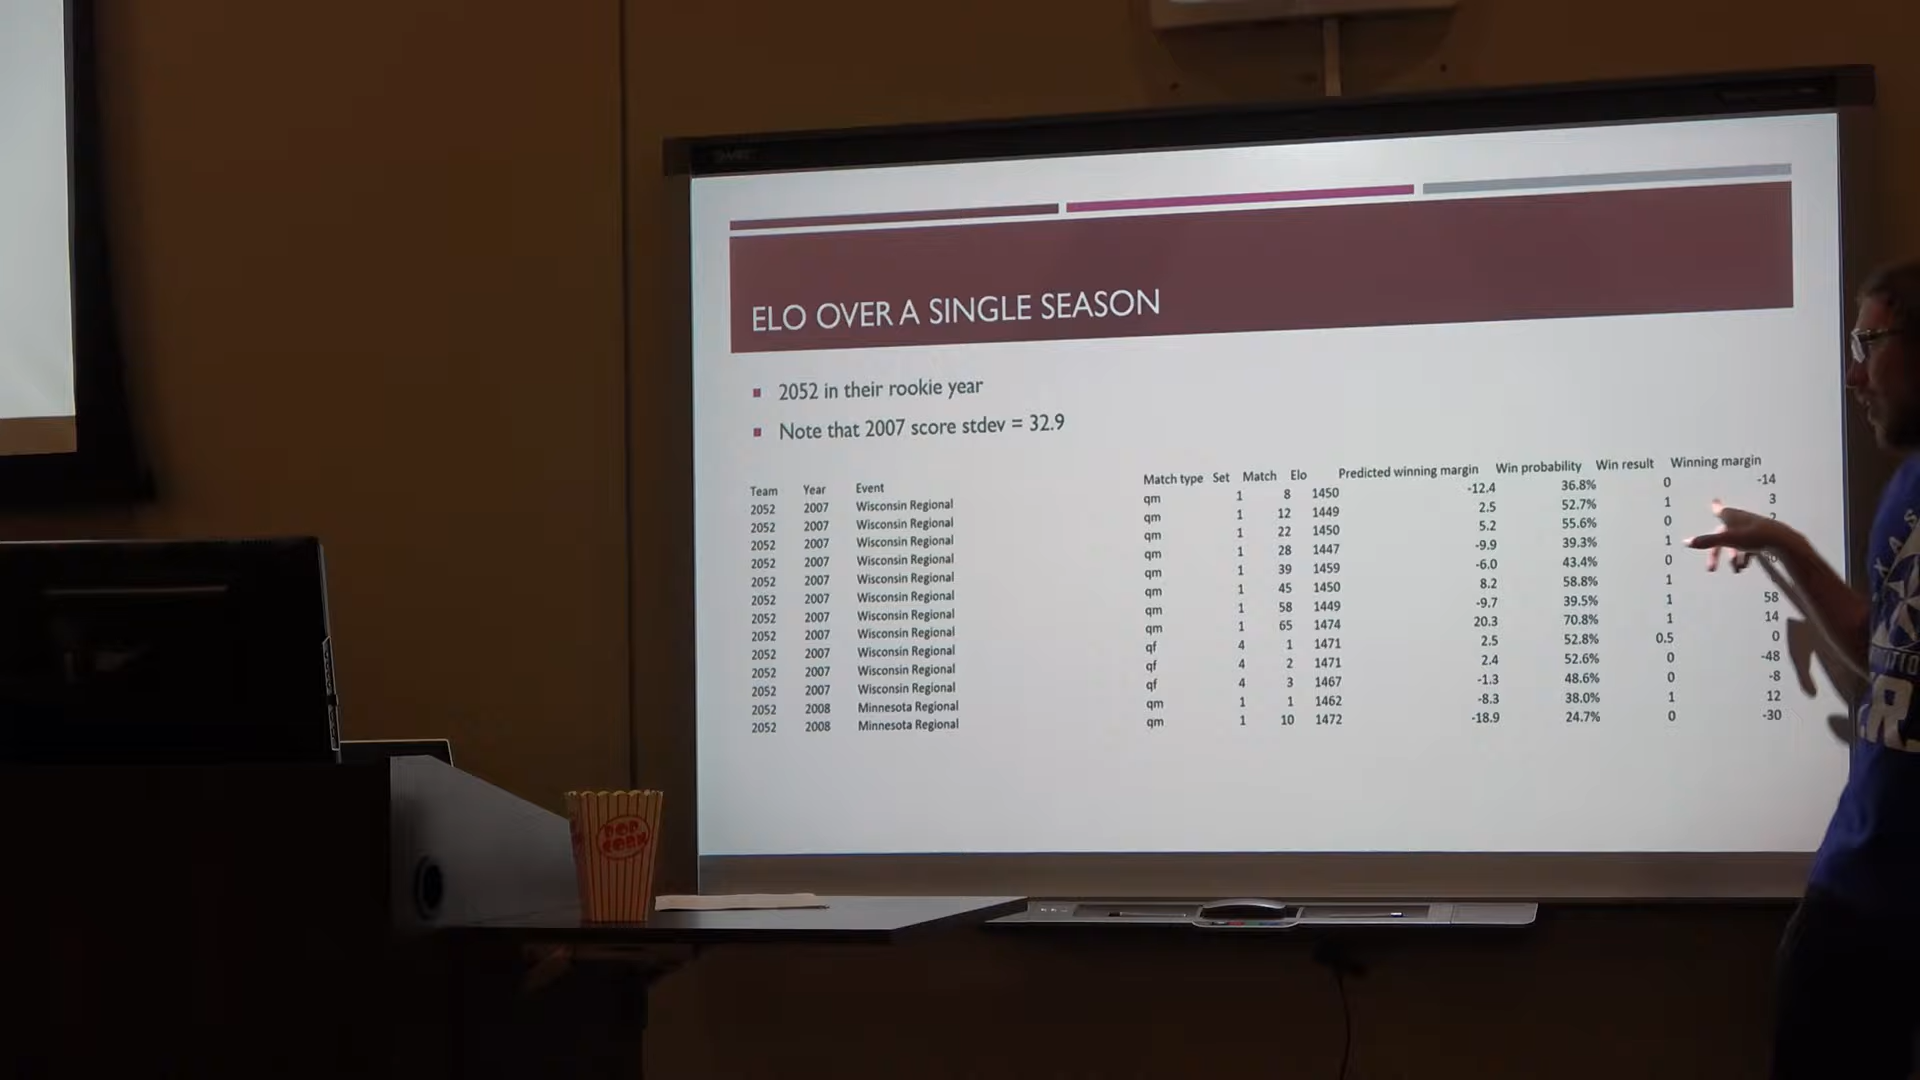 ELO OVER A SINGLE SEASON
2052 in their rookie year
Note that 2007 score stdev = 32.9
Team Year Event Match type Set Match Elo Predicted winning margin Win probability Win result Winning margin
2052 2007 Wisconsin Regional qm 1 8 1450 -12.4 36.8% 0 -14
2052 2007 Wisconsin Regional qm 1 12 1449 2.5 52.7% 1 3
2052 2007 Wisconsin Regional qm 1 22 1450 5.2 55.6% 0
2052 2007 Wisconsin Regional qm 1 28 1447 -9.9 39.3% 1
2052 2007 Wisconsin Regional qm 1 39 1459 -6.0 43.4% 0
2052 2007 Wisconsin Regional qm 1 45 1450 8.2 58.8% 1
2052 2007 Wisconsin Regional qm 1 58 1449 -9.7 39.5% 1 58
2052 2007 Wisconsin Regional qm 1 65 1474 20.3 70.8% 1 14
2052 2007 Wisconsin Regional qf 4 1 1471 2.5 52.8% 0.5 0
2052 2007 Wisconsin Regional qf 4 2 1471 2.4 52.6% 0 -48
2052 2007 Wisconsin Regional qf 4 3 1467 -1.3 48.6% 0 -8
2052 2008 Minnesota Regional qm 1 1 1462 -8.3 38.0% 1 12
2052 2008 Minnesota Regional qm 1 10 1472 -18.9 24.7% 0 -30
POP
CORN